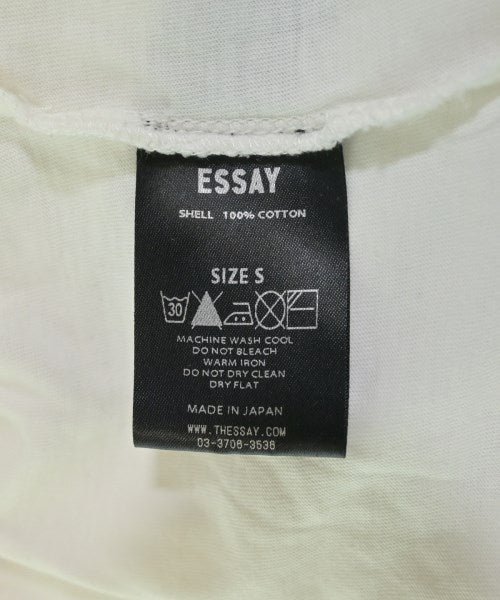 ESSAY
SHELL 100% COTTON
SIZE S
30
MACHINE WASH COOL
DO NOT BLEACH
WARM IRON
DO NOT DRY CLEAN
DRY FLAT
MADE IN JAPAN
WWW.THESSAY.COM
03-3706-3536